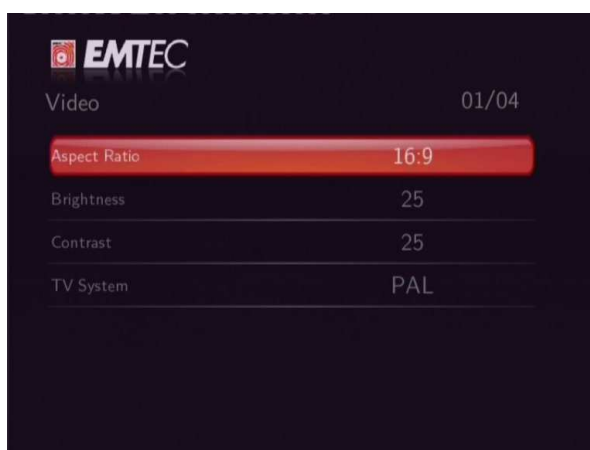 EMTEC
Video 01/04
Aspect Ratio 16:9
Brightness 25
Contrast 25
TV System PAL